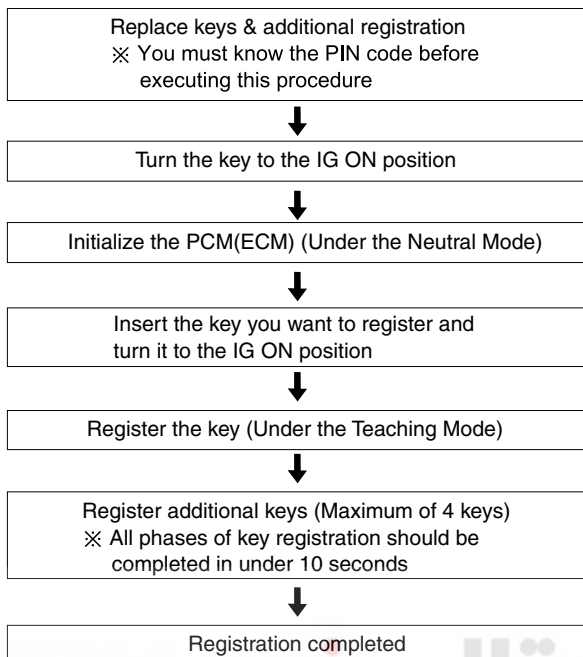 Replace keys & additional registration
※ You must know the PIN code before
executing this procedure
Turn the key to the IG ON position
Initialize the PCM(ECM) (Under the Neutral Mode)
Insert the key you want to register and
turn it to the IG ON position
Register the key (Under the Teaching Mode)
Register additional keys (Maximum of 4 keys)
※ All phases of key registration should be
completed in under 10 seconds
Registration completed